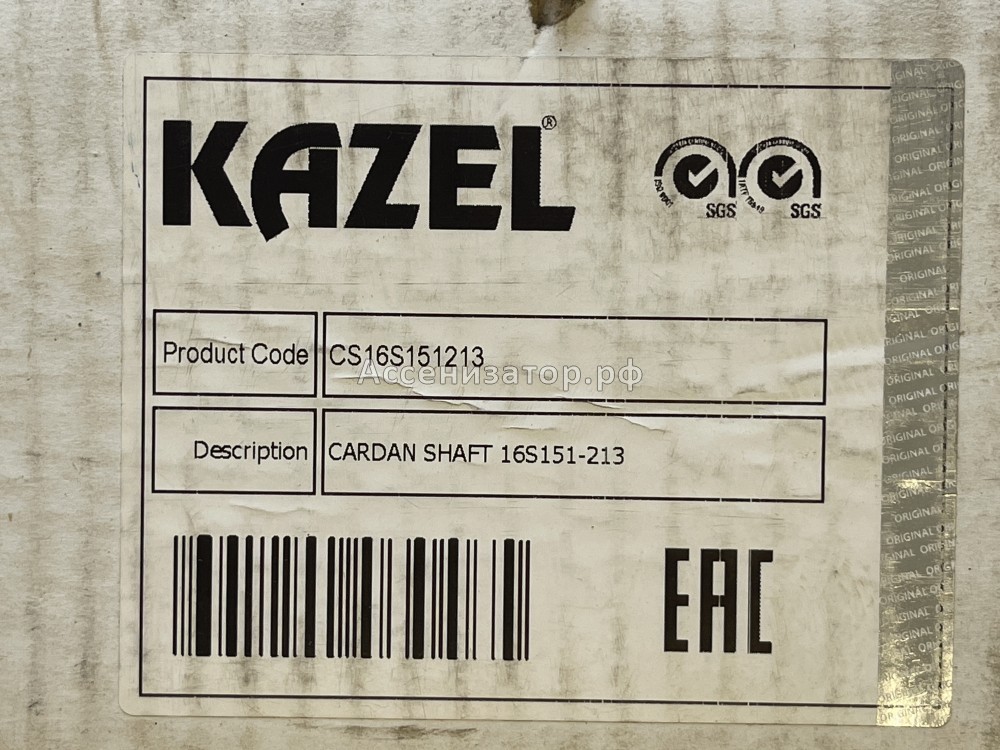 KAZEL®
ISO 9001
SGS
IATF 16949
SGS
Product Code CS16S151213
Ассенизатор.рф
Description CARDAN SHAFT 16S151-213
EAC
ORIGINAL ORIGINAL